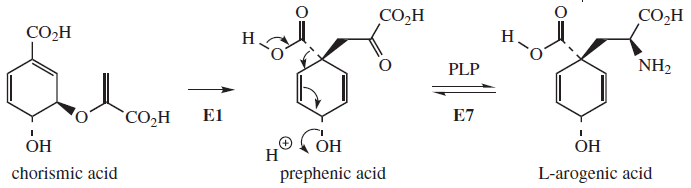 CO₂H
O
CO₂H
OH
chorismic acid
E1
O
H
O
CO₂H
O
H⊕
OH
prephenic acid
PLP
E7
O
H
O
CO₂H
NH₂
OH
L-arogenic acid